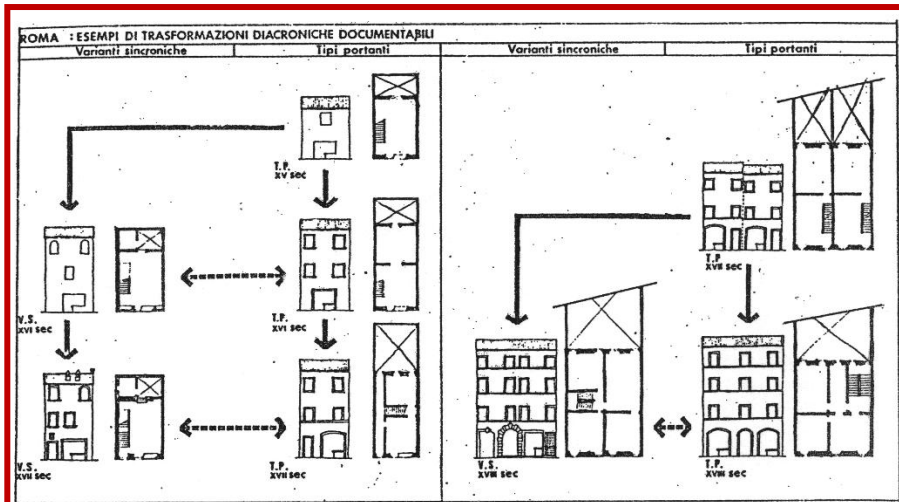 ROMA : ESEMPI DI TRASFORMAZIONI DIACRONICHE DOCUMENTABILI
Varianti sincroniche Tipi portanti Varianti sincroniche Tipi portanti
T.P.
XV sec
T.P
XVII sec
V.S.
XVI sec
T.P.
XVI sec
V.S.
XVII sec
T.P.
XVII sec
V.S.
XVIII sec
T.P.
XVIII sec